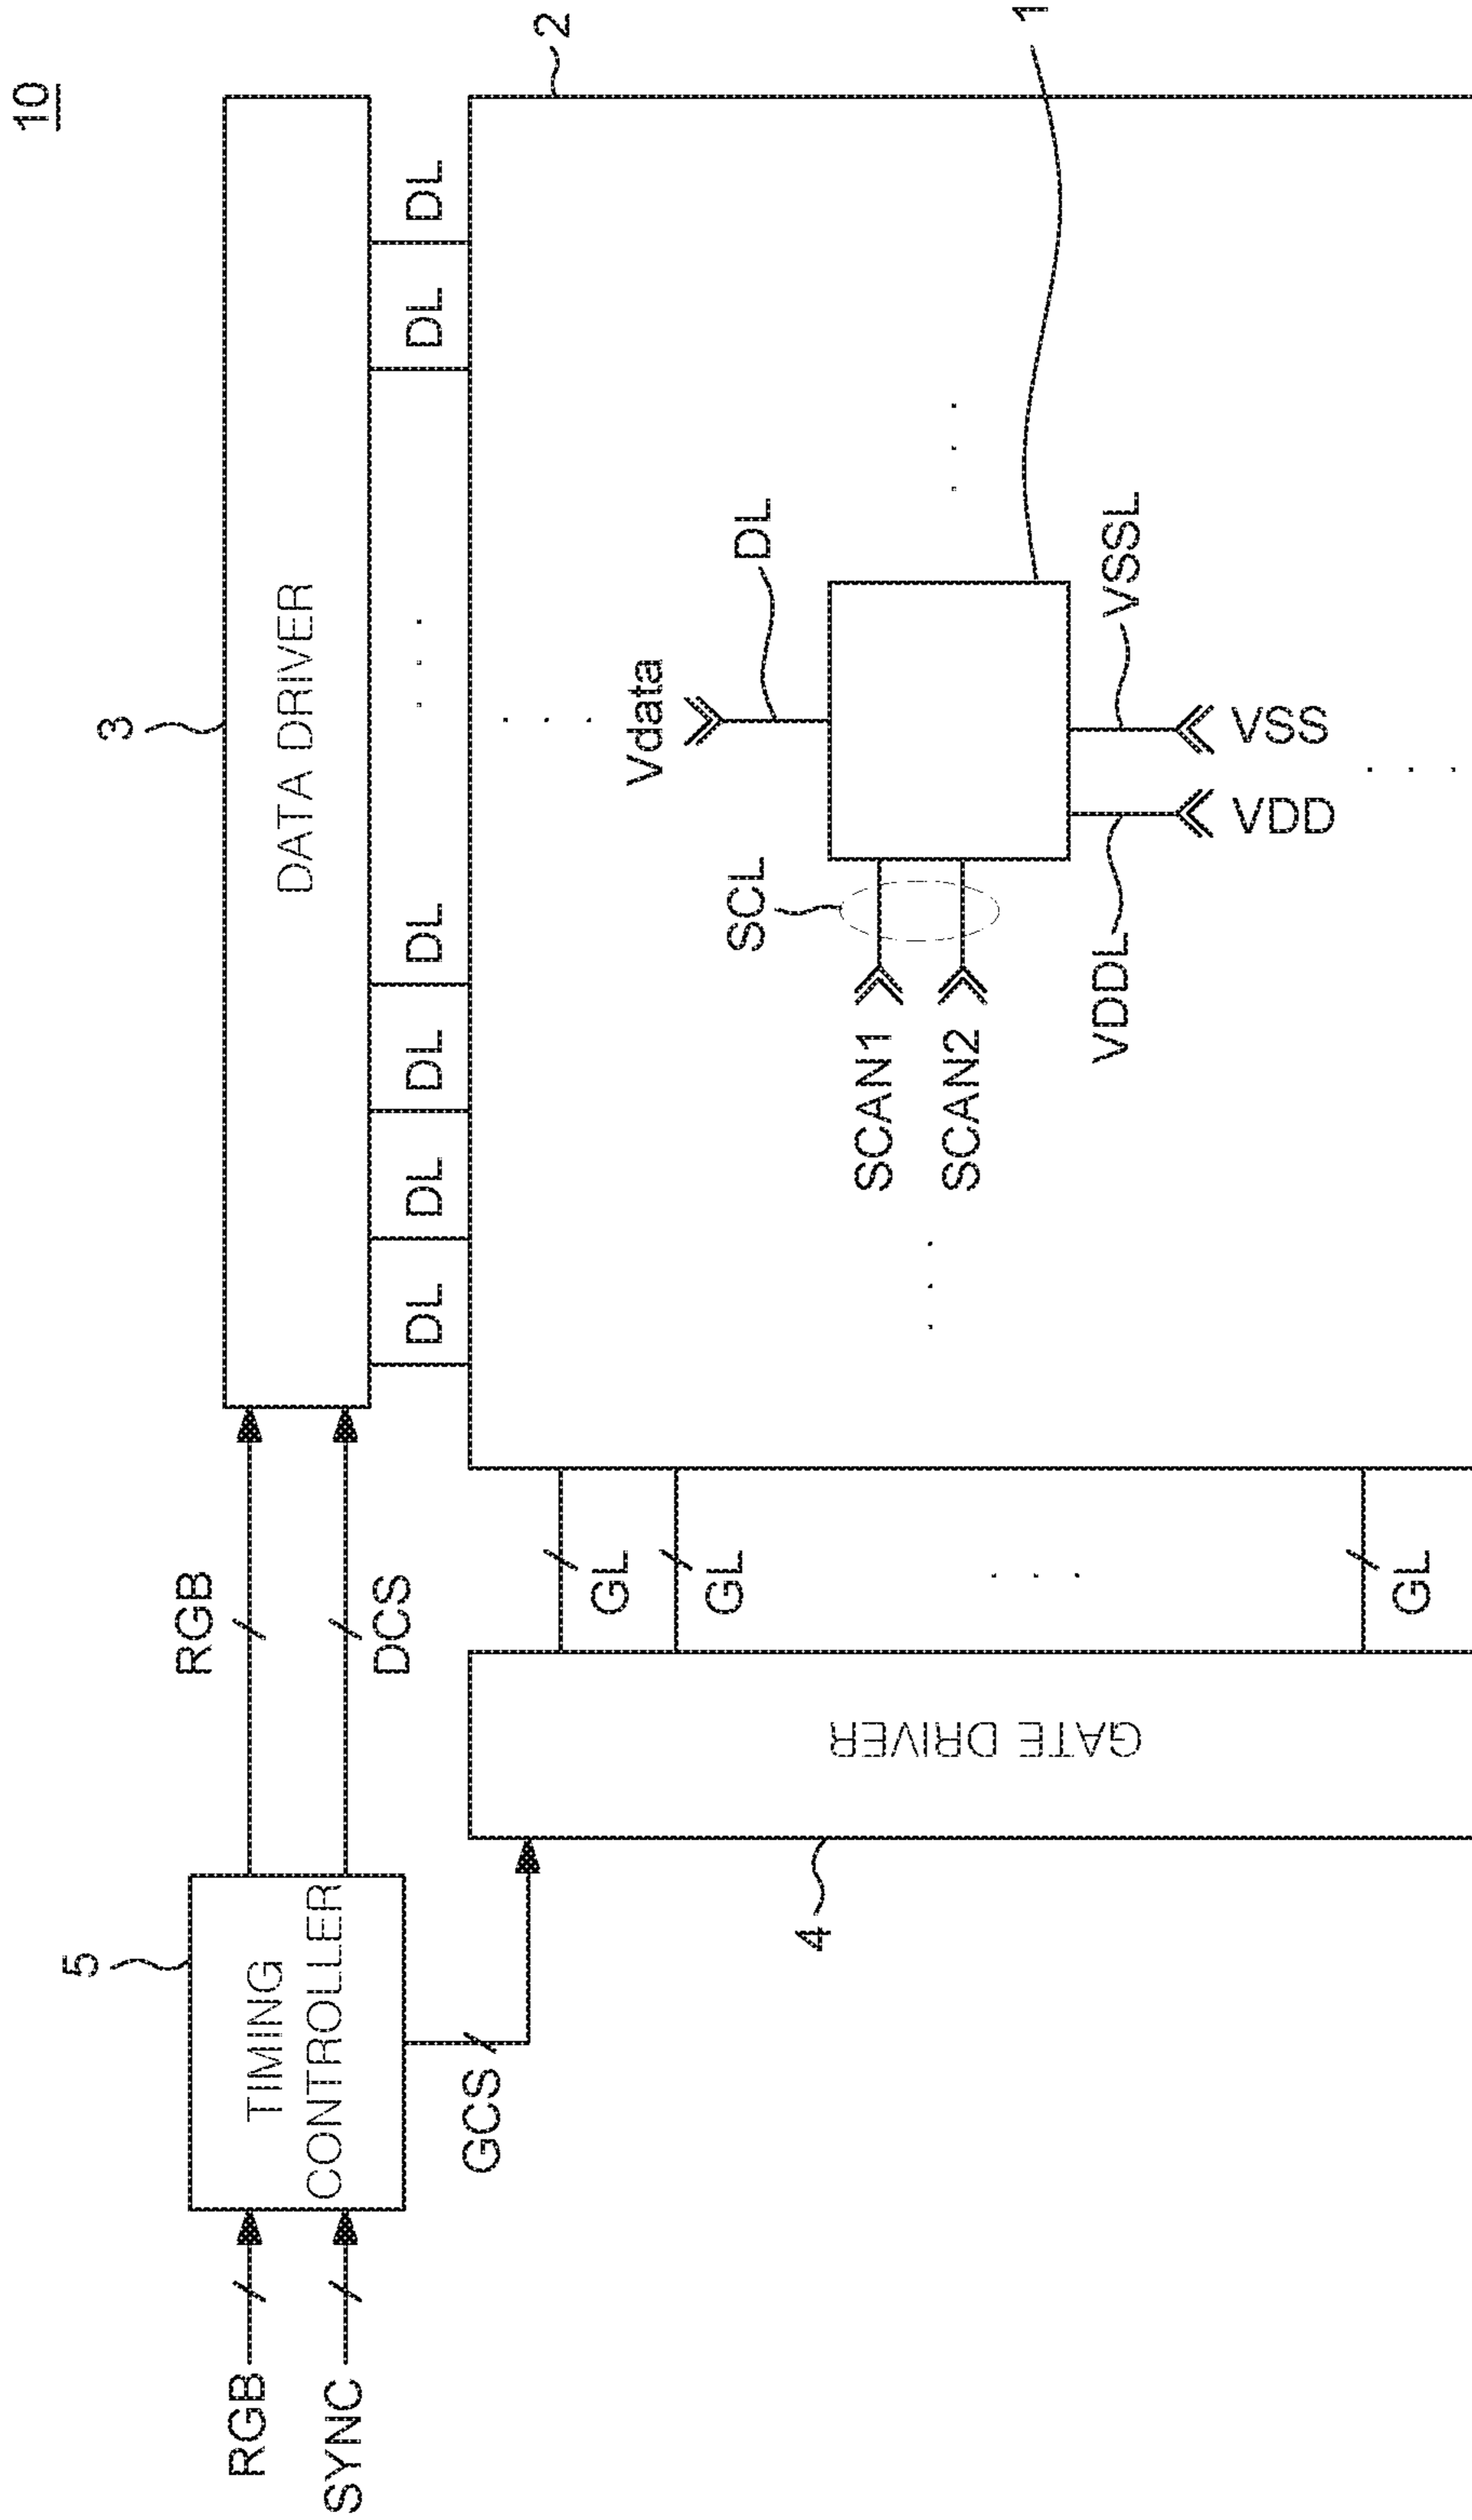 10
3
5
RGB
RGB
SYNC
TIMING
CONTROLLER
DCS
DATA DRIVER
GCS
DL
DL
DL
DL
DL
DL
2
4
GATE DRIVER
GL
GL
GL
Vdata
DL
SCL
SCAN1
SCAN2
VDDL
VDD
VSS
VSSL
1